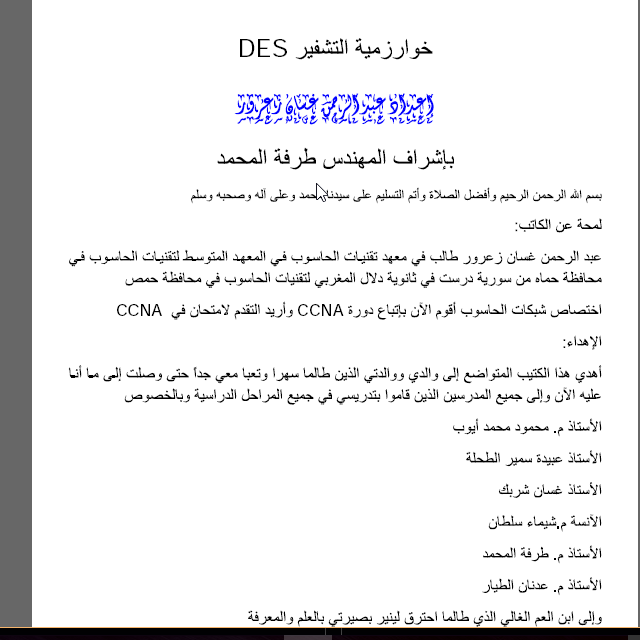 خوارزمية التشفير DES
إعداد عبد الرحمن غسان زعرور
بإشراف المهندس طرفة المحمد
بسم الله الرحمن الرحيم وأفضل الصلاة وأتم التسليم على سيدنا محمد وعلى آله وصحبه وسلم
لمحة عن الكاتب:
عبد الرحمن غسان زعرور طالب في معهد تقنيات الحاسوب في المعهد المتوسط لتقنيات الحاسوب في
محافظة حماه من سورية درست في ثانوية دلال المغربي لتقنيات الحاسوب في محافظة حمص
اختصاص شبكات الحاسوب أقوم الآن بإتباع دورة CCNA وأريد التقدم لامتحان في CCNA
الإهداء:
أهدي هذا الكتيب المتواضع إلى والدي ووالدتي الذين طالما سهرا وتعبا معي جداً حتى وصلت إلى ما أنا
عليه الآن وإلى جميع المدرسين الذين قاموا بتدريسي في جميع المراحل الدراسية وبالخصوص
الأستاذ م. محمود محمد أيوب
الأستاذ عبيدة سمير الطحلة
الأستاذ غسان شربك
الآنسة م.شيماء سلطان
الأستاذ م. طرفة المحمد
الأستاذ م. عدنان الطيار
وإلى ابن العم الغالي الذي طالما احترق لينير بصيرتي بالعلم والمعرفة